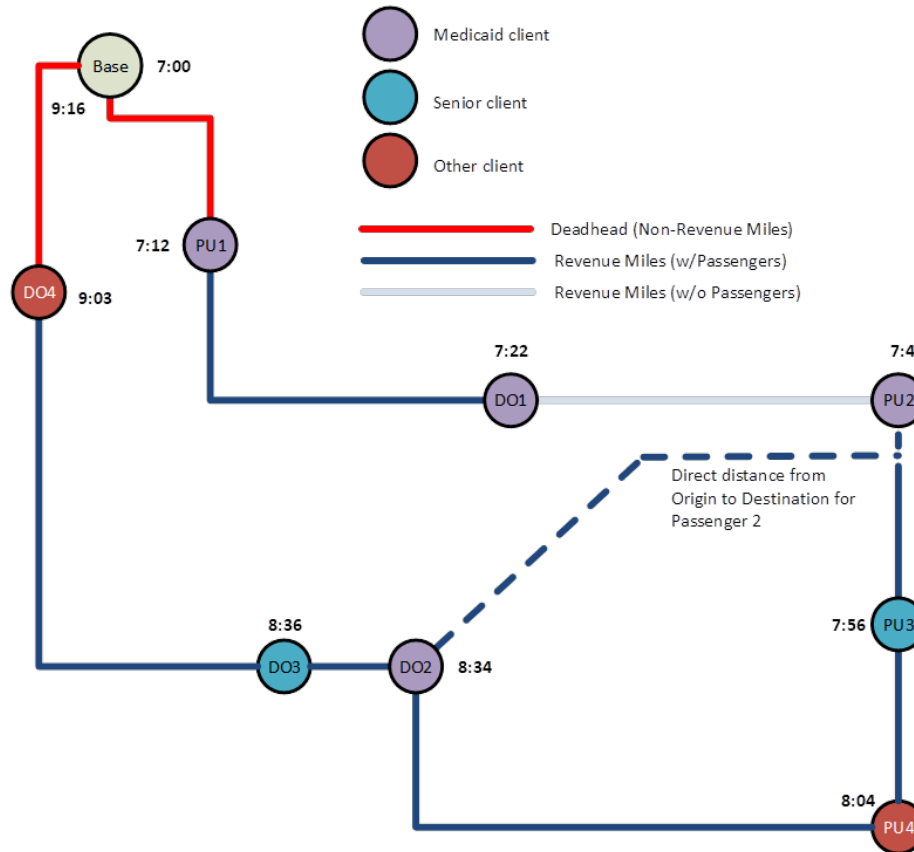 Medicaid client
Base
7:00
9:16
Senior client
Other client
Deadhead (Non-Revenue Miles)
7:12
PU1
Revenue Miles (w/Passengers)
DO4
9:03
Revenue Miles (w/o Passengers)
7:22
7:4
DO1
PU2
Direct distance from
Origin to Destination for
Passenger 2
8:36
7:56
PU3
DO3
DO2
8:34
8:04
PU4